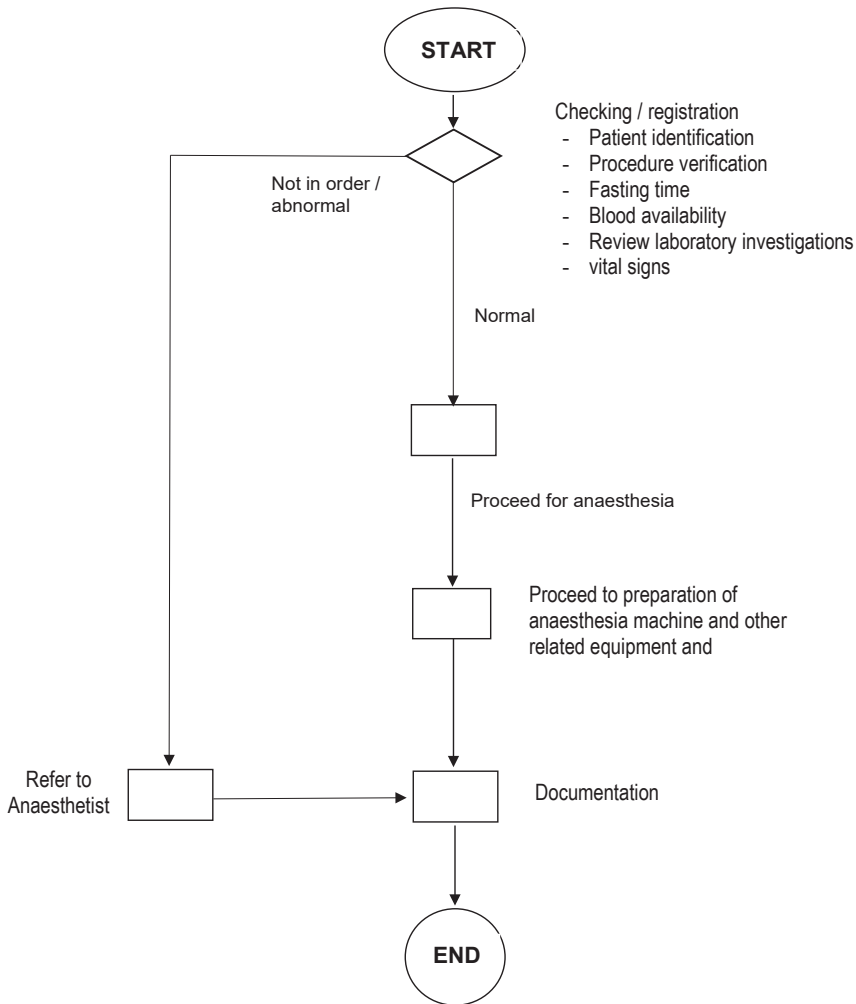 START
Checking / registration
- Patient identification
- Procedure verification
- Fasting time
- Blood availability
- Review laboratory investigations
- vital signs
Not in order /
abnormal
Normal
Proceed for anaesthesia
Proceed to preparation of
anaesthesia machine and other
related equipment and
Refer to
Anaesthetist
Documentation
END